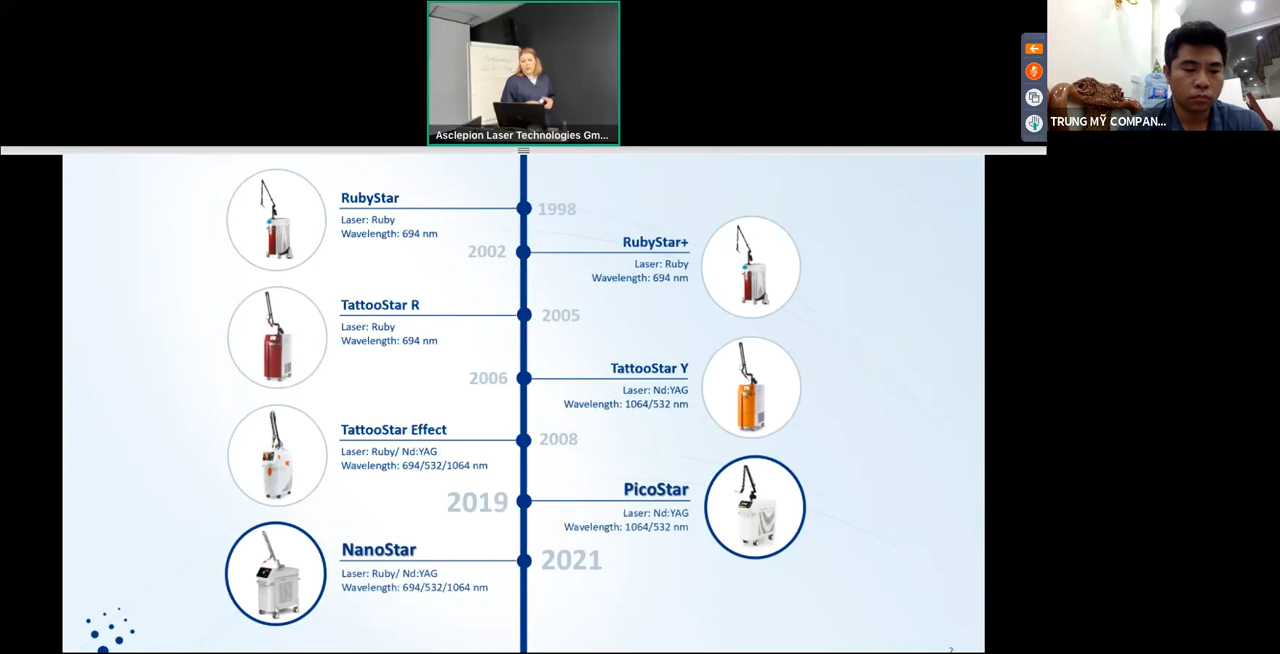 Asclepion Laser Technologies Gm...
TRUNG MỸ COMPAN...
RubyStar
Laser: Ruby
Wavelength: 694 nm
1998
2002
RubyStar+
Laser: Ruby
Wavelength: 694 nm
TattooStar R
Laser: Ruby
Wavelength: 694 nm
2005
2006
TattooStar Y
Laser: Nd:YAG
Wavelength: 1064/532 nm
TattooStar Effect
Laser: Ruby/ Nd:YAG
Wavelength: 694/532/1064 nm
2008
2019
PicoStar
Laser: Nd:YAG
Wavelength: 1064/532 nm
NanoStar
Laser: Ruby/ Nd:YAG
Wavelength: 694/532/1064 nm
2021
2